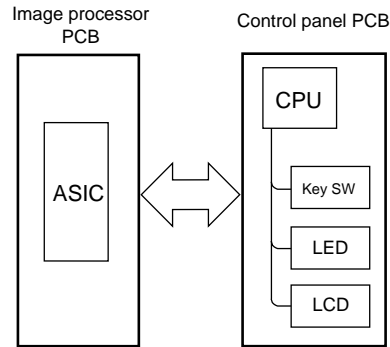 Image processor
PCB
Control panel PCB
ASIC
CPU
Key SW
LED
LCD